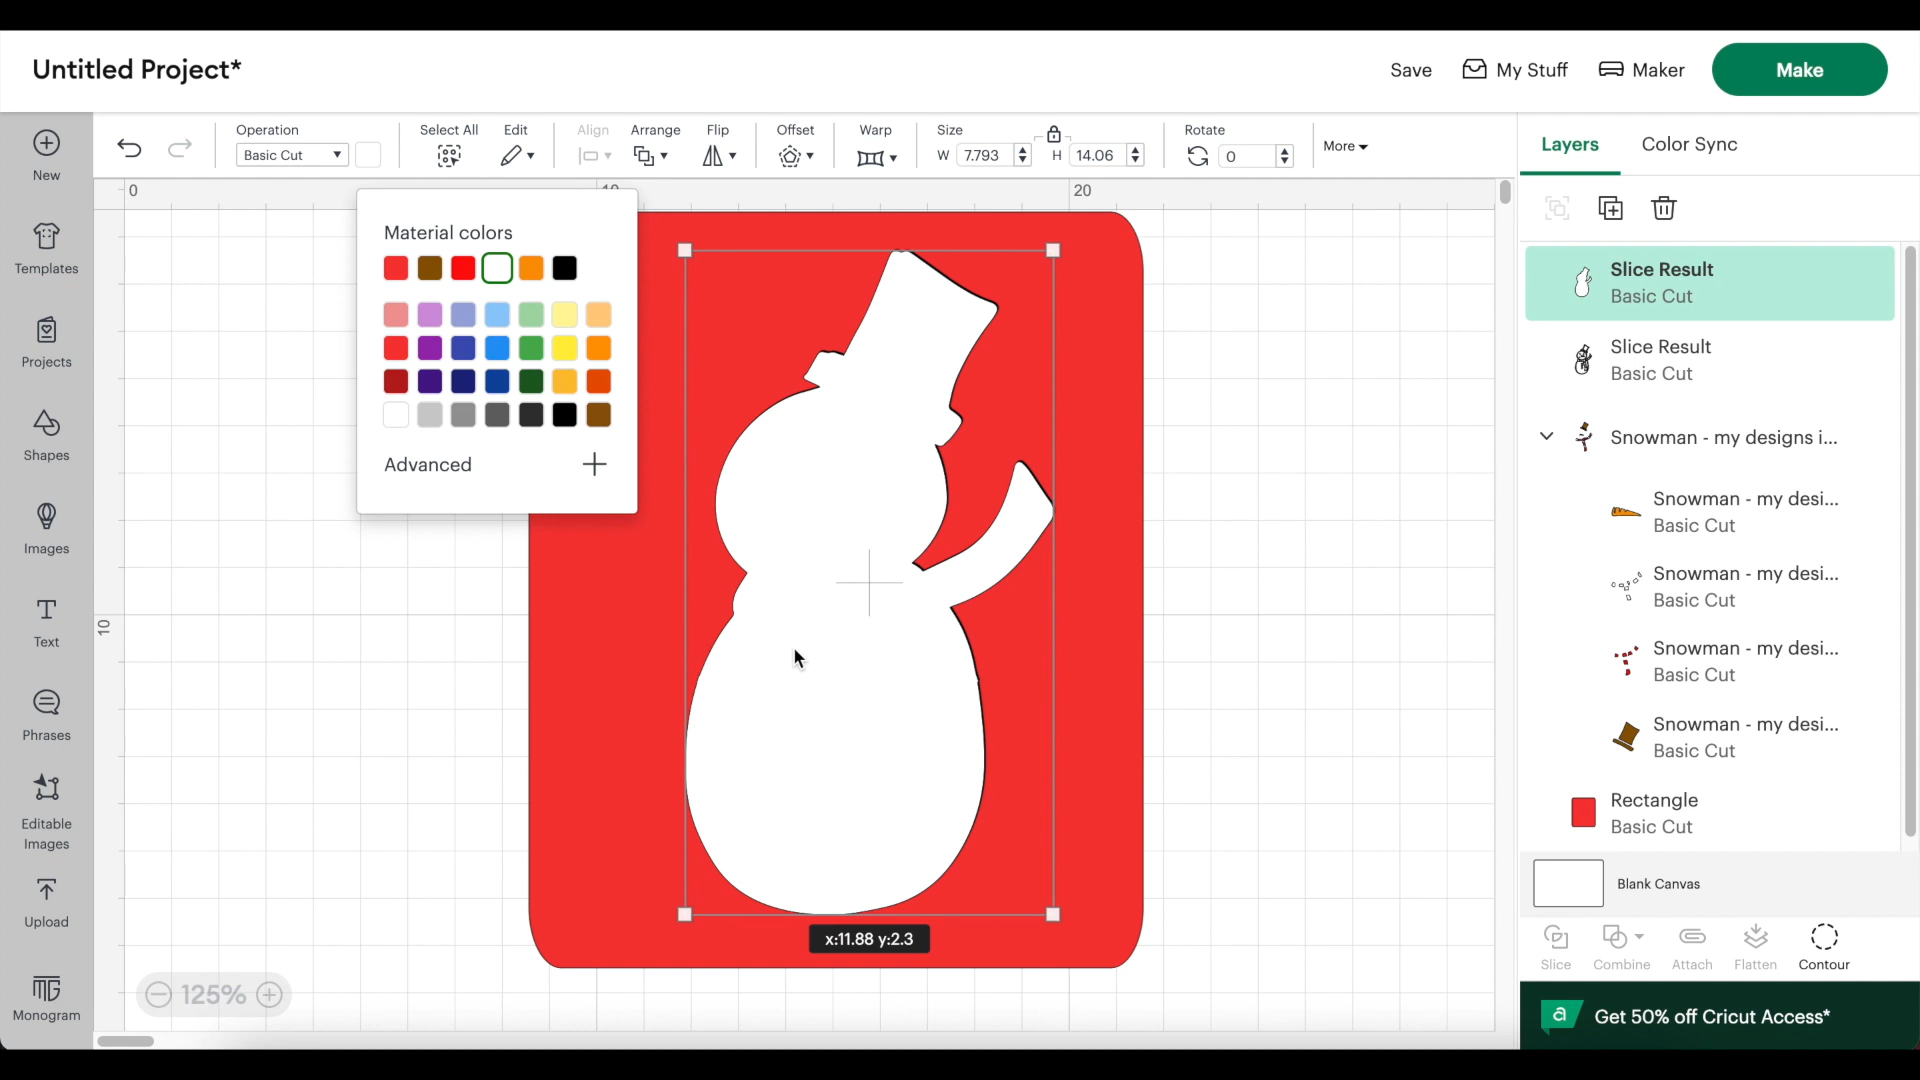 Untitled Project*
Save
My Stuff
Maker
Make
New
Templates
Projects
Shapes
Images
Text
Phrases
Editable
Images
Upload
Monogram
Operation
Basic Cut
Select All
Edit
Align
Arrange
Flip
Offset
Warp
Size
W 7.793
H 14.06
Rotate
0
More
0
20
10
Material colors
Advanced
x:11.88 y:2.3
125%
Layers
Color Sync
Slice Result
Basic Cut
Slice Result
Basic Cut
Snowman - my designs i...
Snowman - my desi...
Basic Cut
Snowman - my desi...
Basic Cut
Snowman - my desi...
Basic Cut
Snowman - my desi...
Basic Cut
Rectangle
Basic Cut
Blank Canvas
Slice
Combine
Attach
Flatten
Contour
a
Get 50% off Cricut Access*